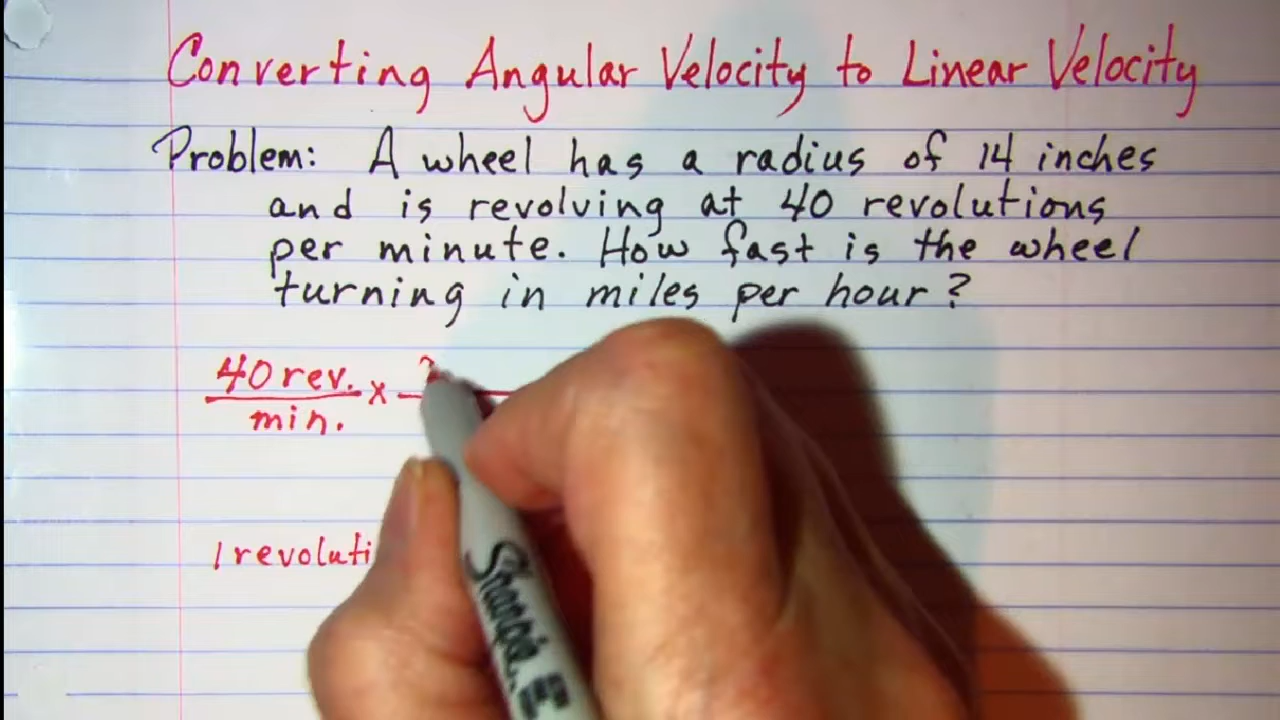 Converting Angular Velocity to Linear Velocity
Problem: A wheel has a radius of 14 inches
and is revolving at 40 revolutions
per minute. How fast is the wheel
turning in miles per hour?
40 rev. ×
min.
1 revoluti
Sharpie